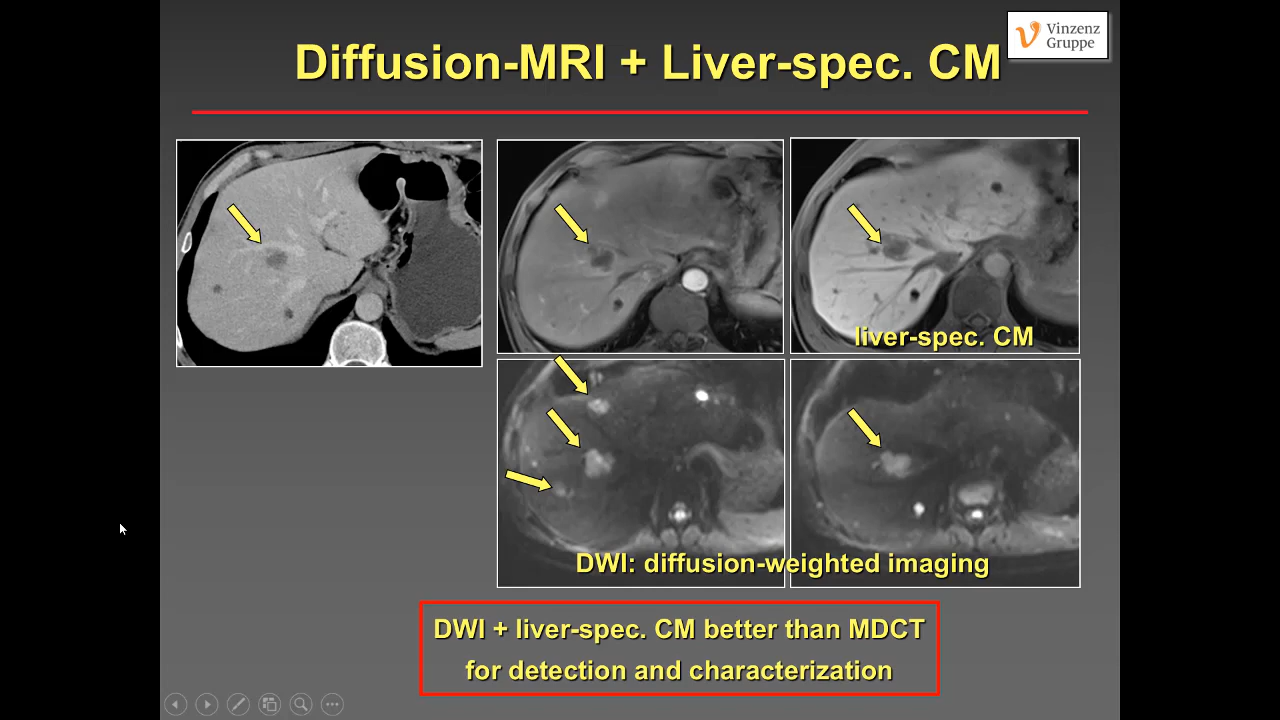 Diffusion-MRI + Liver-spec. CM
Vinzenz
Gruppe
liver-spec. CM
DWI: diffusion-weighted imaging
DWI + liver-spec. CM better than MDCT
for detection and characterization